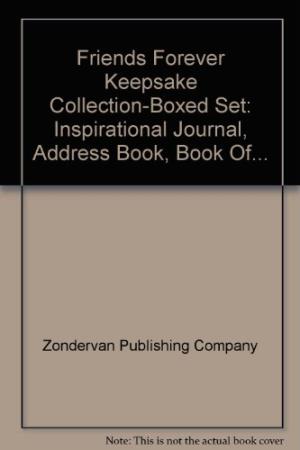 Friends Forever
Keepsake
Collection-Boxed Set:
Inspirational Journal,
Address Book, Book Of...
Zondervan Publishing Company
Note: This is not the actual book cover